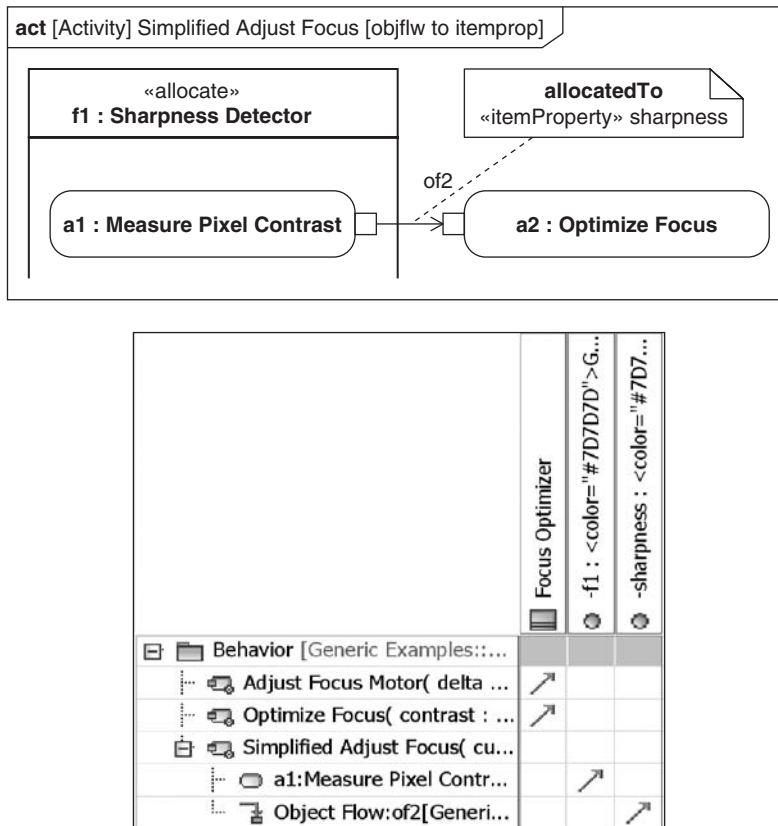 act [Activity] Simplified Adjust Focus [objflw to itemprop]
«allocate»
f1 : Sharpness Detector
allocatedTo
«itemProperty» sharpness
of2
a1 : Measure Pixel Contrast
a2 : Optimize Focus
Focus Optimizer
-f1 : <color="#7D7D7D">G...
-sharpness : <color="#7D7...
Behavior [Generic Examples::...
Adjust Focus Motor( delta ...
Optimize Focus( contrast : ...
Simplified Adjust Focus( cu...
a1:Measure Pixel Contr...
Object Flow:of2[Generi...